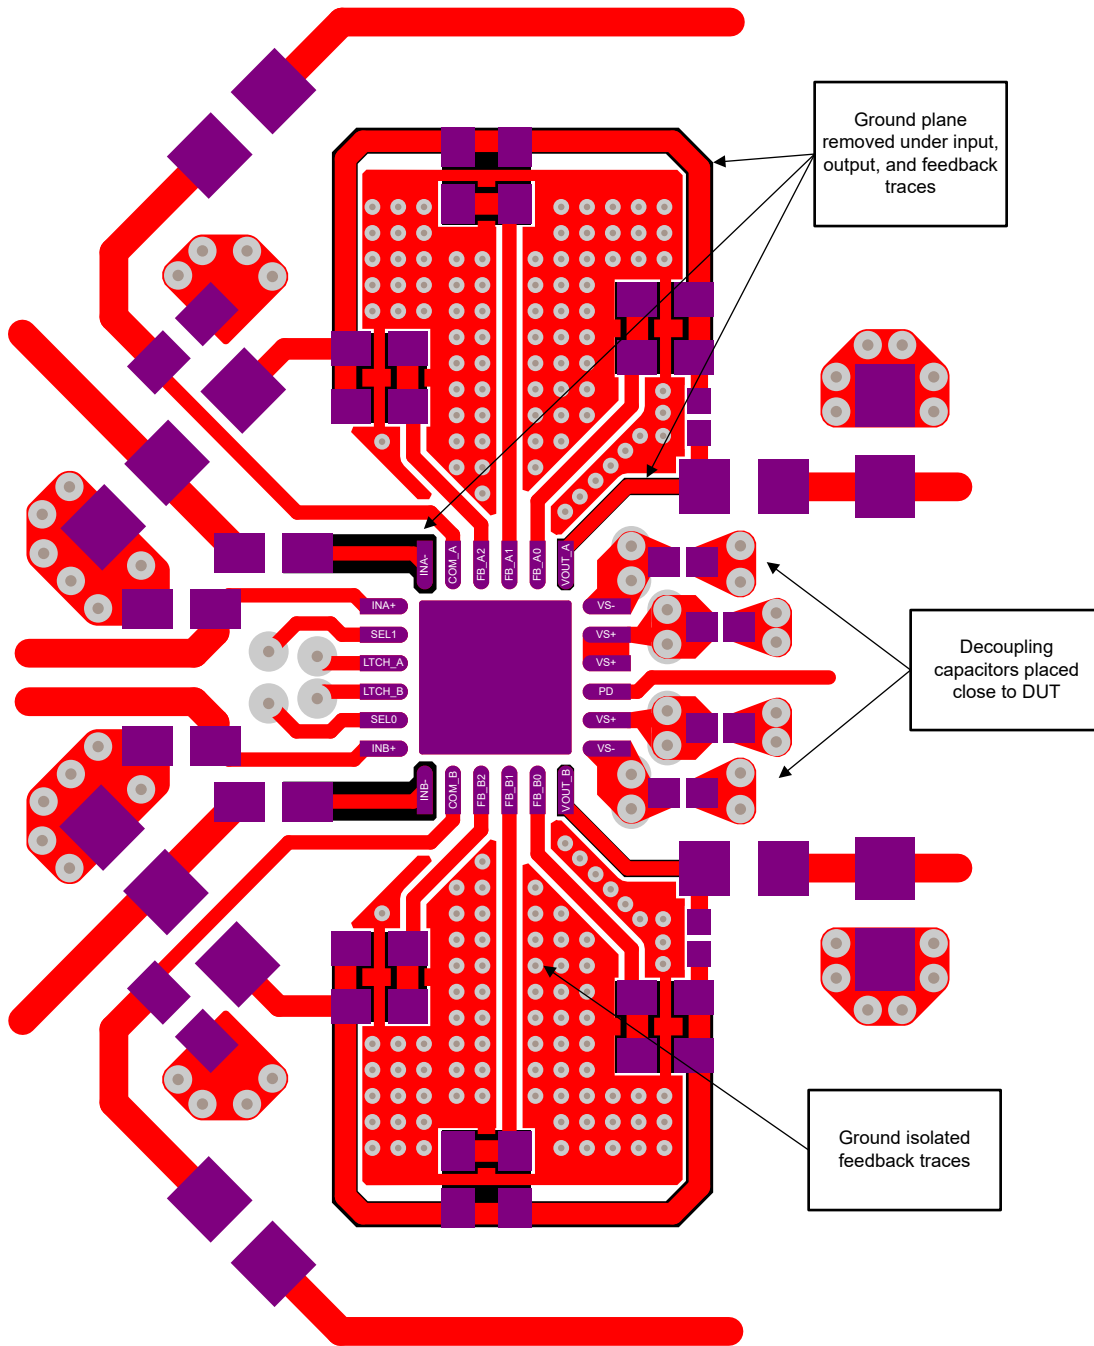 Ground plane
removed under input,
output, and feedback
traces
INA-
COM_A
FB_A2
FB_A1
FB_A0
VOUT_A
INA+
SEL1
LTCH_A
LTCH_B
SEL0
INB+
VS-
VS+
VS+
PD
VS+
VS-
INB-
COM_B
FB_B2
FB_B1
FB_B0
VOUT_B
Decoupling
capacitors placed
close to DUT
Ground isolated
feedback traces